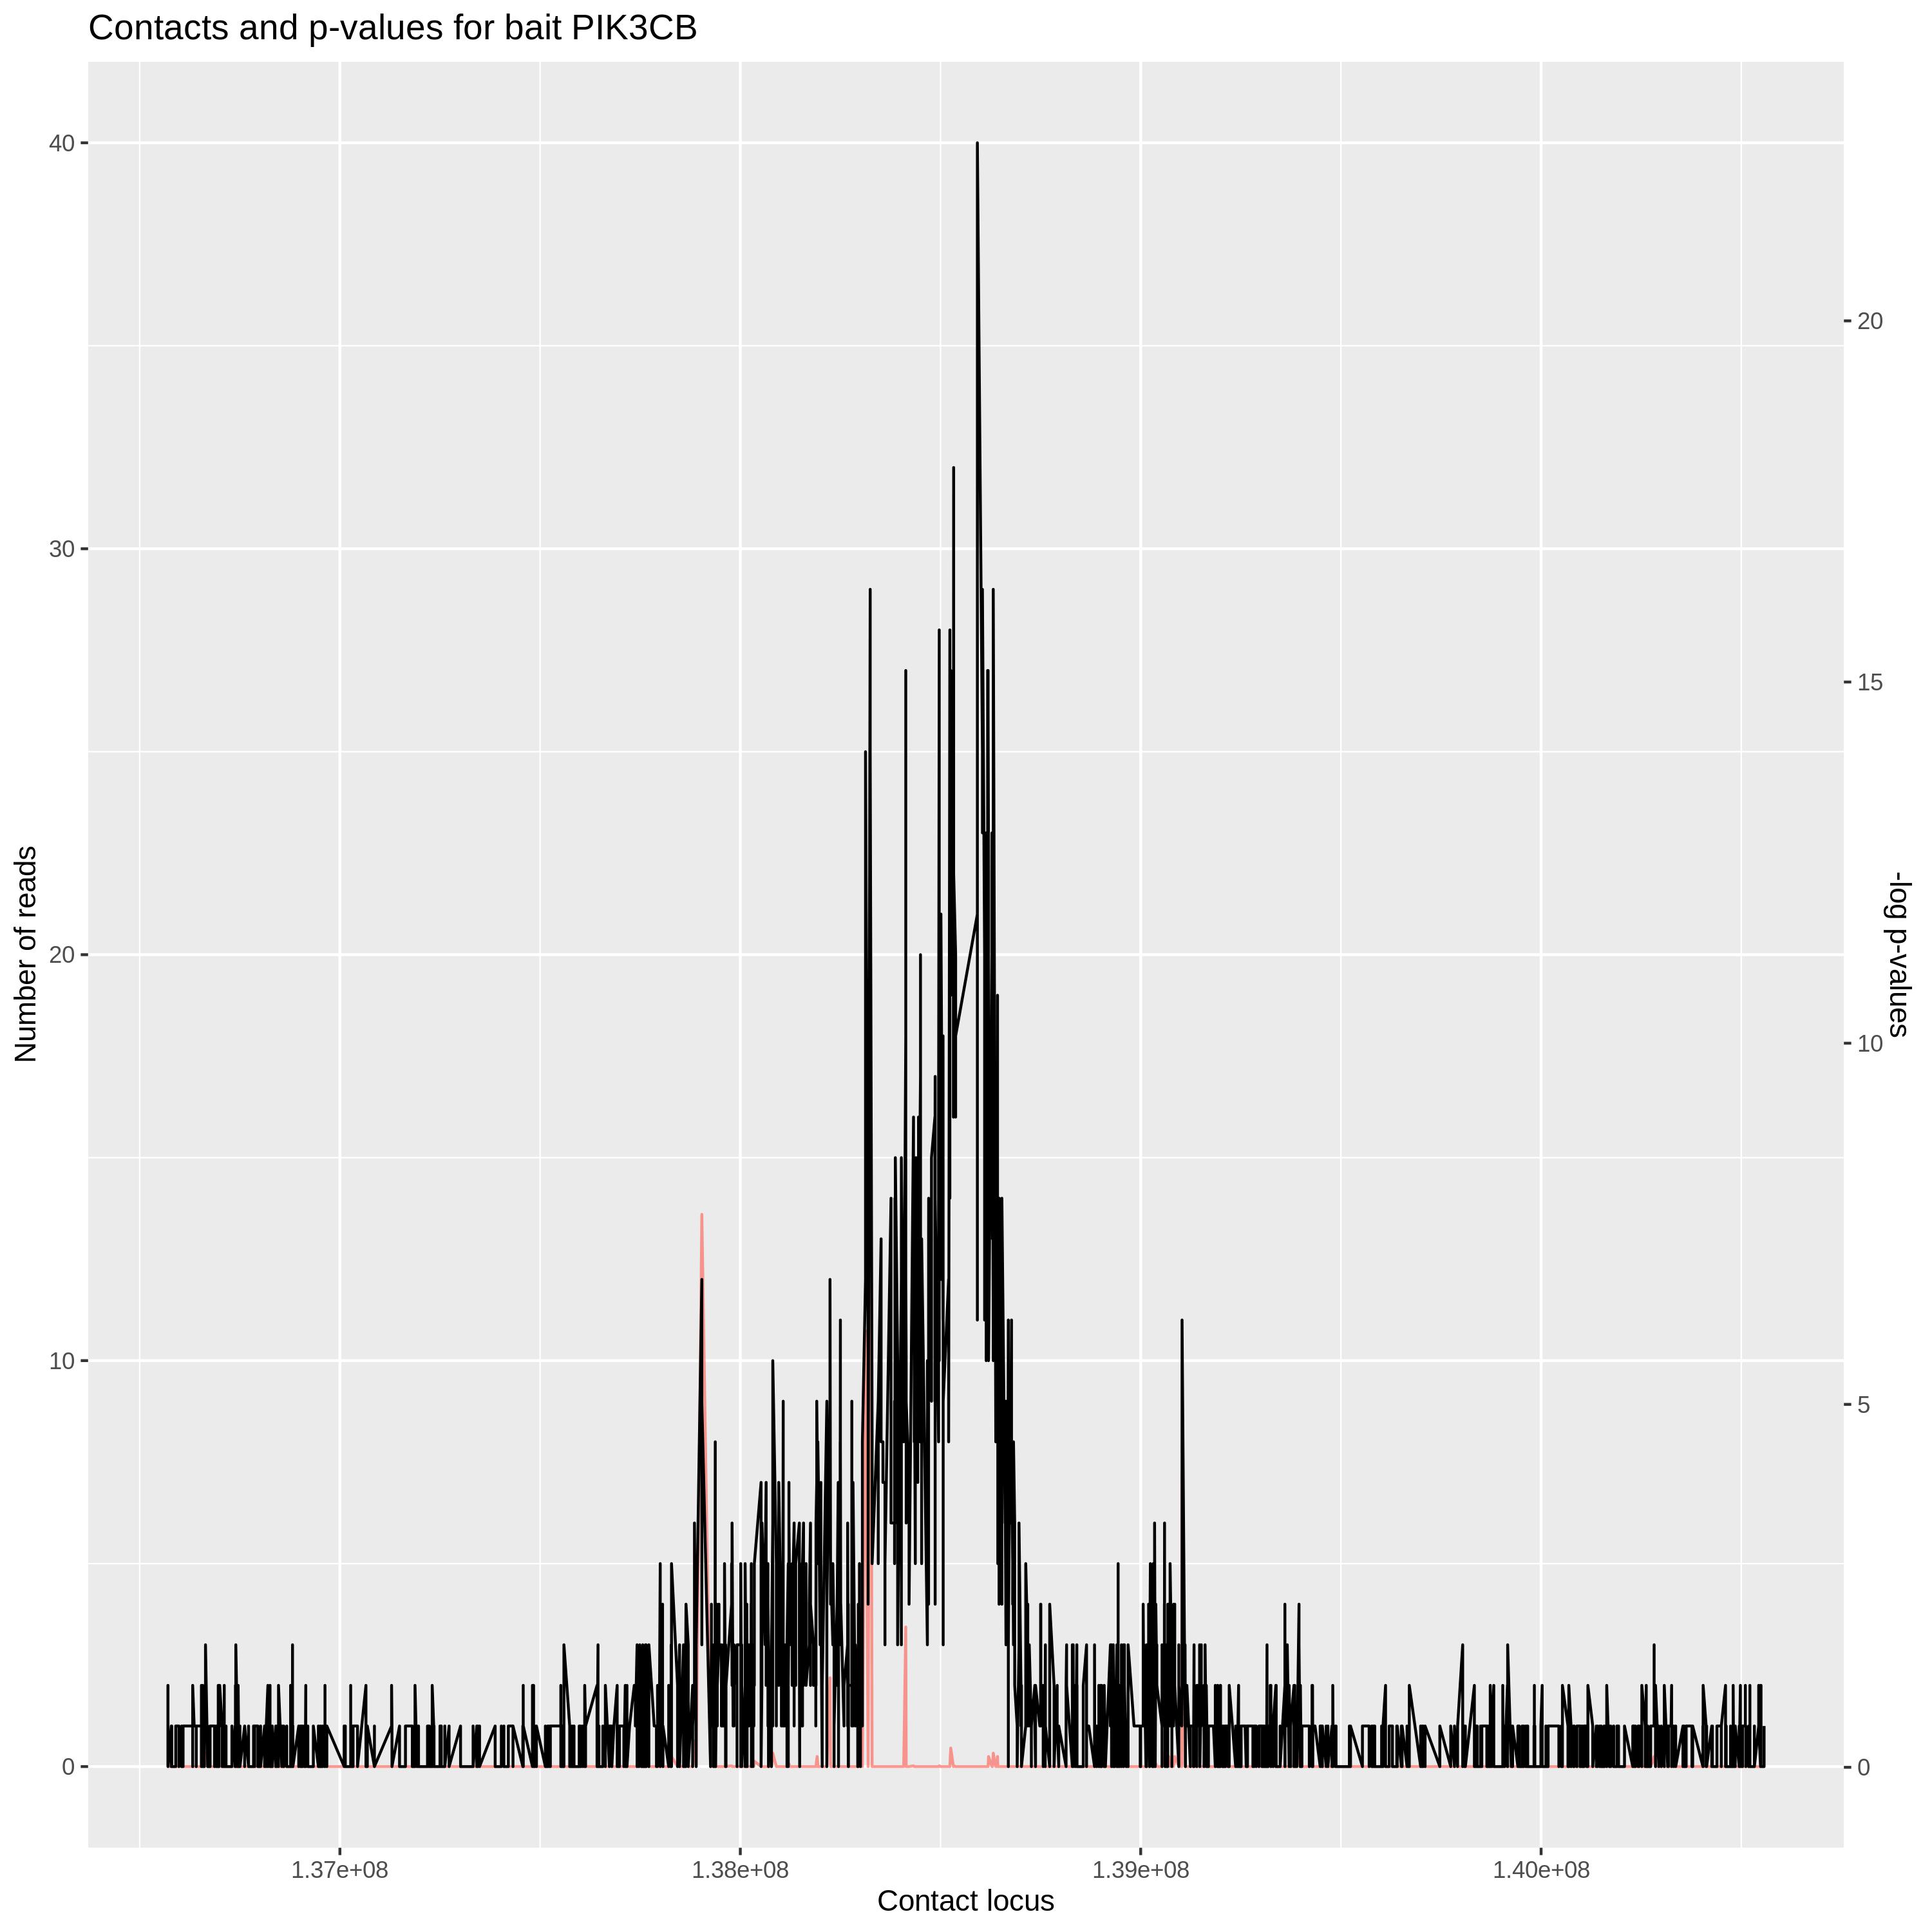 Contacts and p-values for bait PIK3CB
40
30
20
10
0
Number of reads
20
15
10
5
0
-log p-values
1.37e+08 1.38e+08 1.39e+08 1.40e+08
Contact locus